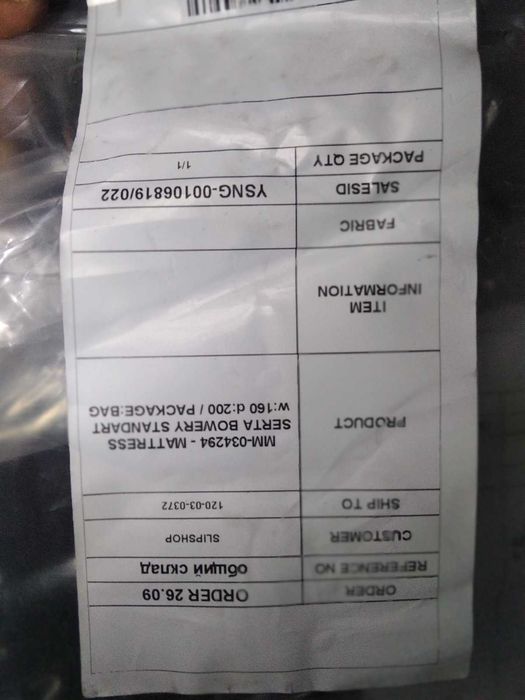 ORDER ORDER 26.09
REFERENCE NO общий склад
CUSTOMER SLIPSHOP
SHIP TO 120-03-0372
PRODUCT MM-034294 - MATTRESS
SERTA BOWERY STANDART
w:160 d:200 / PACKAGE:BAG
ITEM
INFORMATION
FABRIC
SALESID YSNG-00106819/022
PACKAGE QTY 1/1